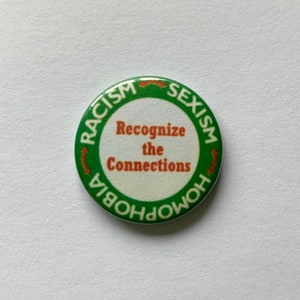 RACISM
SEXISM
HOMOPHOBIA
Recognize
the
Connections